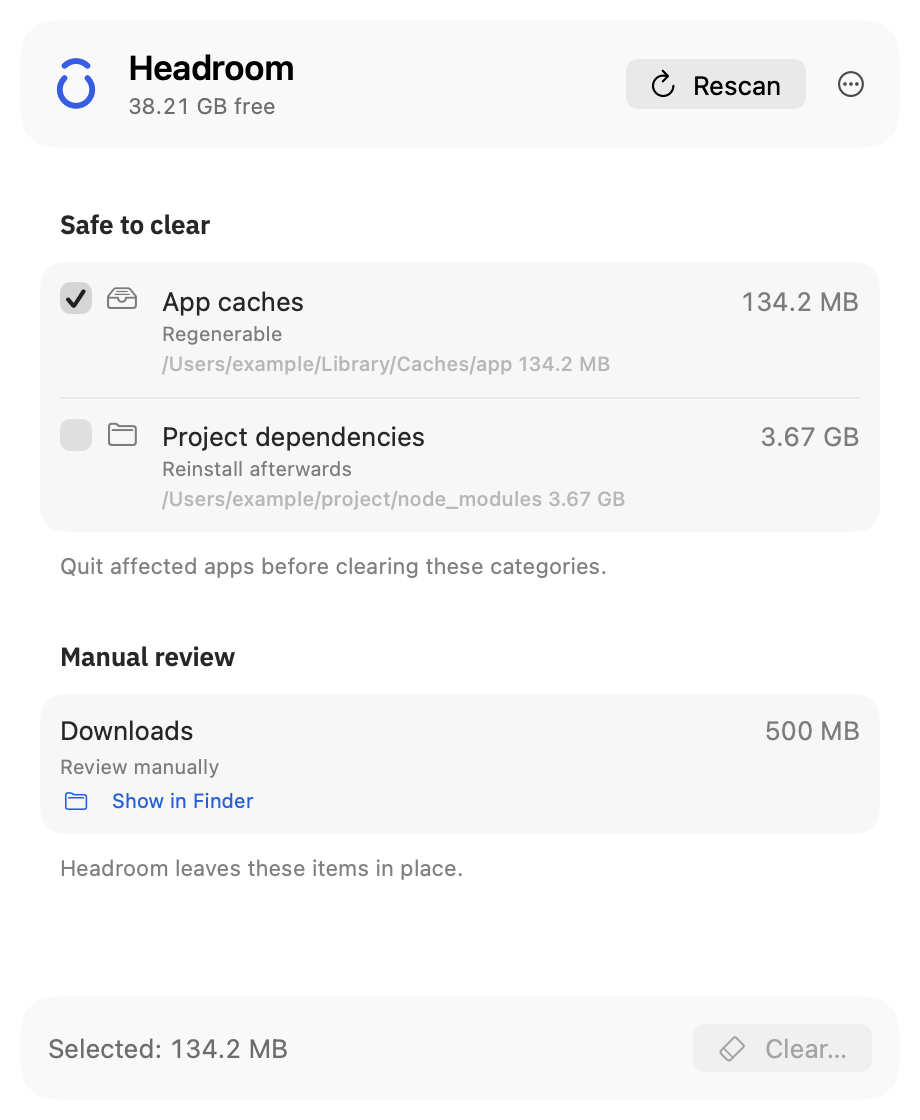 Headroom
38.21 GB free
Rescan
Safe to clear
App caches
134.2 MB
Regenerable
/Users/example/Library/Caches/app 134.2 MB
Project dependencies
3.67 GB
Reinstall afterwards
/Users/example/project/node_modules 3.67 GB
Quit affected apps before clearing these categories.
Manual review
Downloads
500 MB
Review manually
Show in Finder
Headroom leaves these items in place.
Selected: 134.2 MB
Clear...